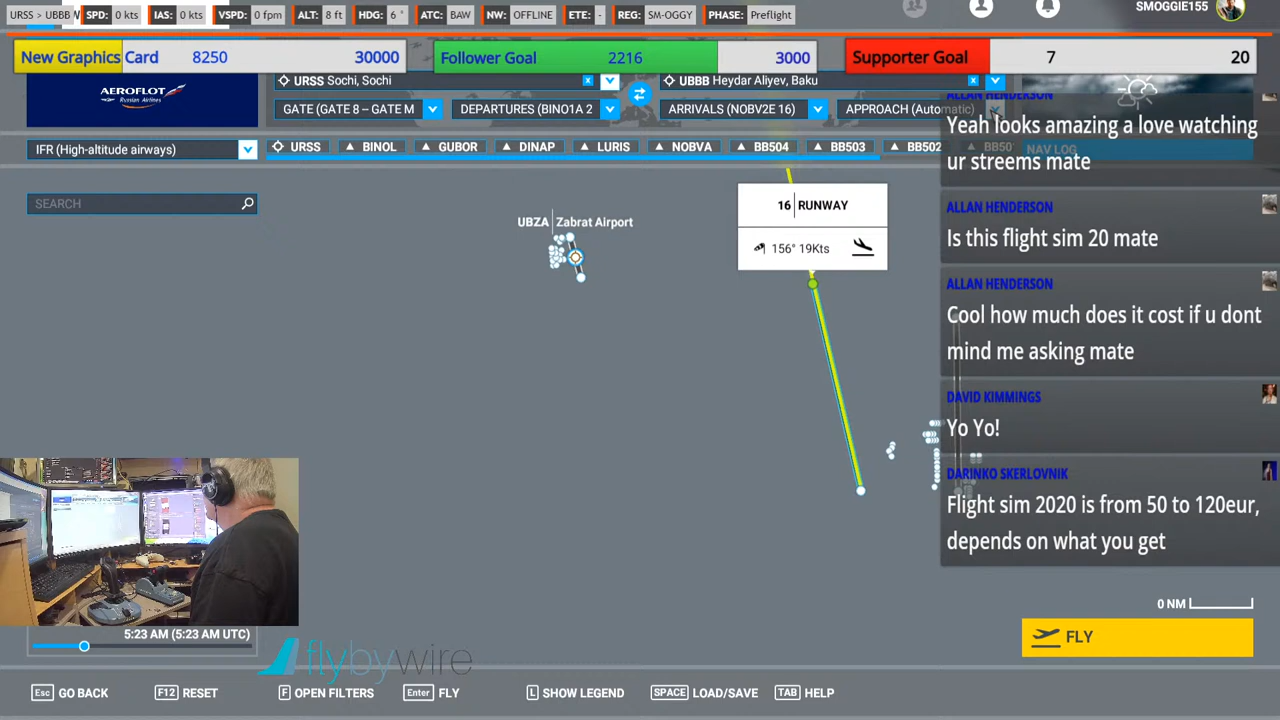 URSS > UBBB
SPD: 0 kts
IAS: 0 kts
VSPD: 0 fpm
ALT: 8 ft
HDG: 6 °
ATC: BAW
NW: OFFLINE
ETE: -
REG: SM-OGGY
PHASE: Preflight
SMOGGIE155
New Graphics Card 8250 30000
Follower Goal 2216 3000
Supporter Goal 7 20
AEROFLOT
Russian Airlines
URSS Sochi, Sochi x
UBBB Heydar Aliyev, Baku x
GATE (GATE 8 – GATE M
DEPARTURES (BINO1A 2
ARRIVALS (NOBV2E 16)
APPROACH (Automatic)
IFR (High-altitude airways)
URSS BINOL GUBOR DINAP LURIS NOBVA BB504 BB503 BB502 BB50
NAV LOG
SEARCH
UBZA Zabrat Airport
16 RUNWAY
156° 19Kts
ALLAN HENDERSON
Yeah looks amazing a love watching
ur streems mate
ALLAN HENDERSON
Is this flight sim 20 mate
ALLAN HENDERSON
Cool how much does it cost if u dont
mind me asking mate
DAVID KIMMINGS
Yo Yo!
DARINKO SKERLOVNIK
Flight sim 2020 is from 50 to 120eur,
depends on what you get
0 NM
5:23 AM (5:23 AM UTC)
flybywire
FLY
Esc GO BACK
F12 RESET
F OPEN FILTERS
Enter FLY
L SHOW LEGEND
SPACE LOAD/SAVE
TAB HELP